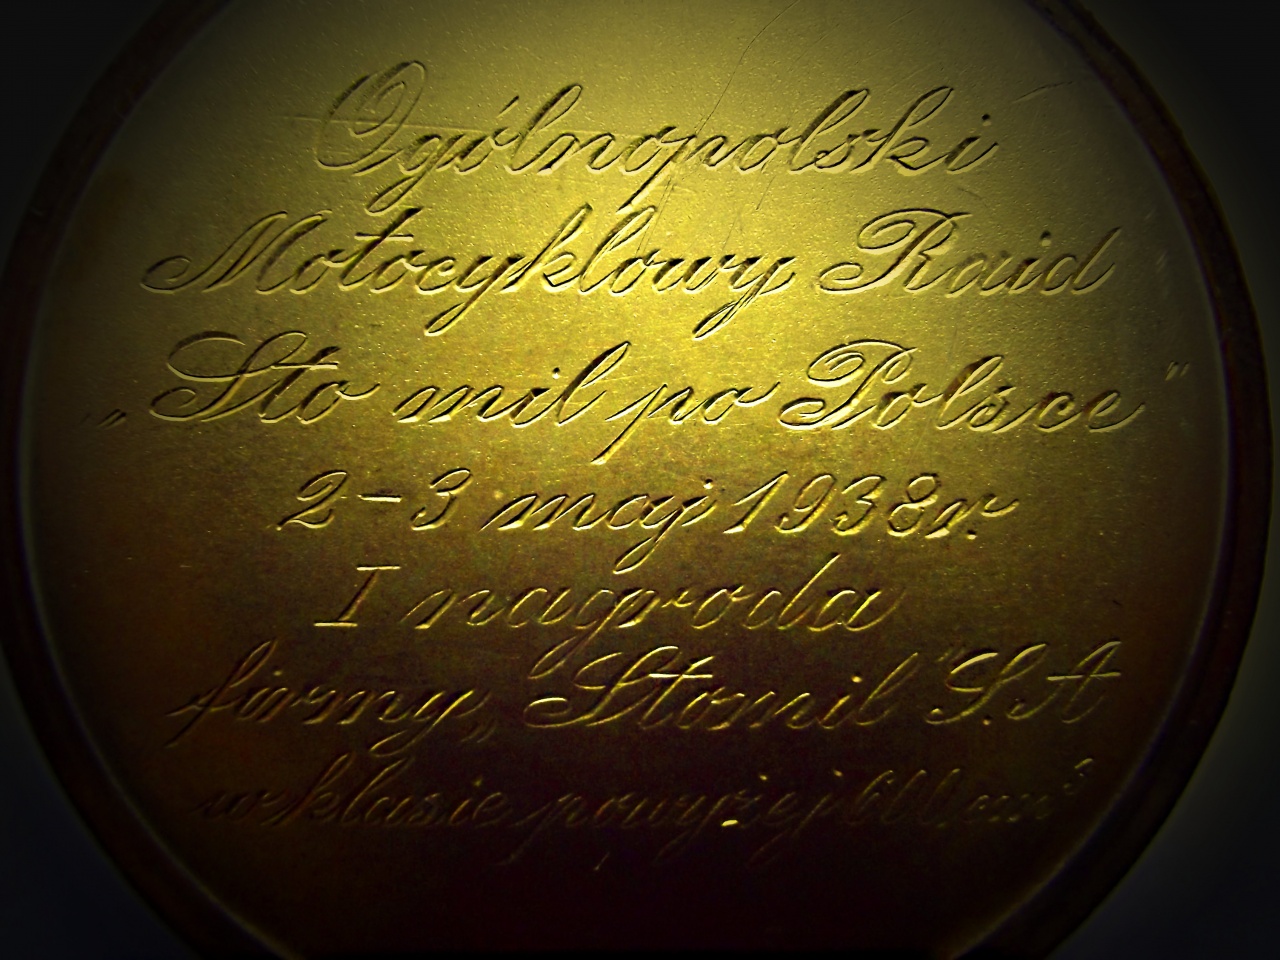 Ogólnopolski
Motocyklowy Raid
„Sto mil po Polsce"
2-3 maj 1938r.
I nagroda
firmy „Stomil" S.A
w klasie powyżej 600 cm³